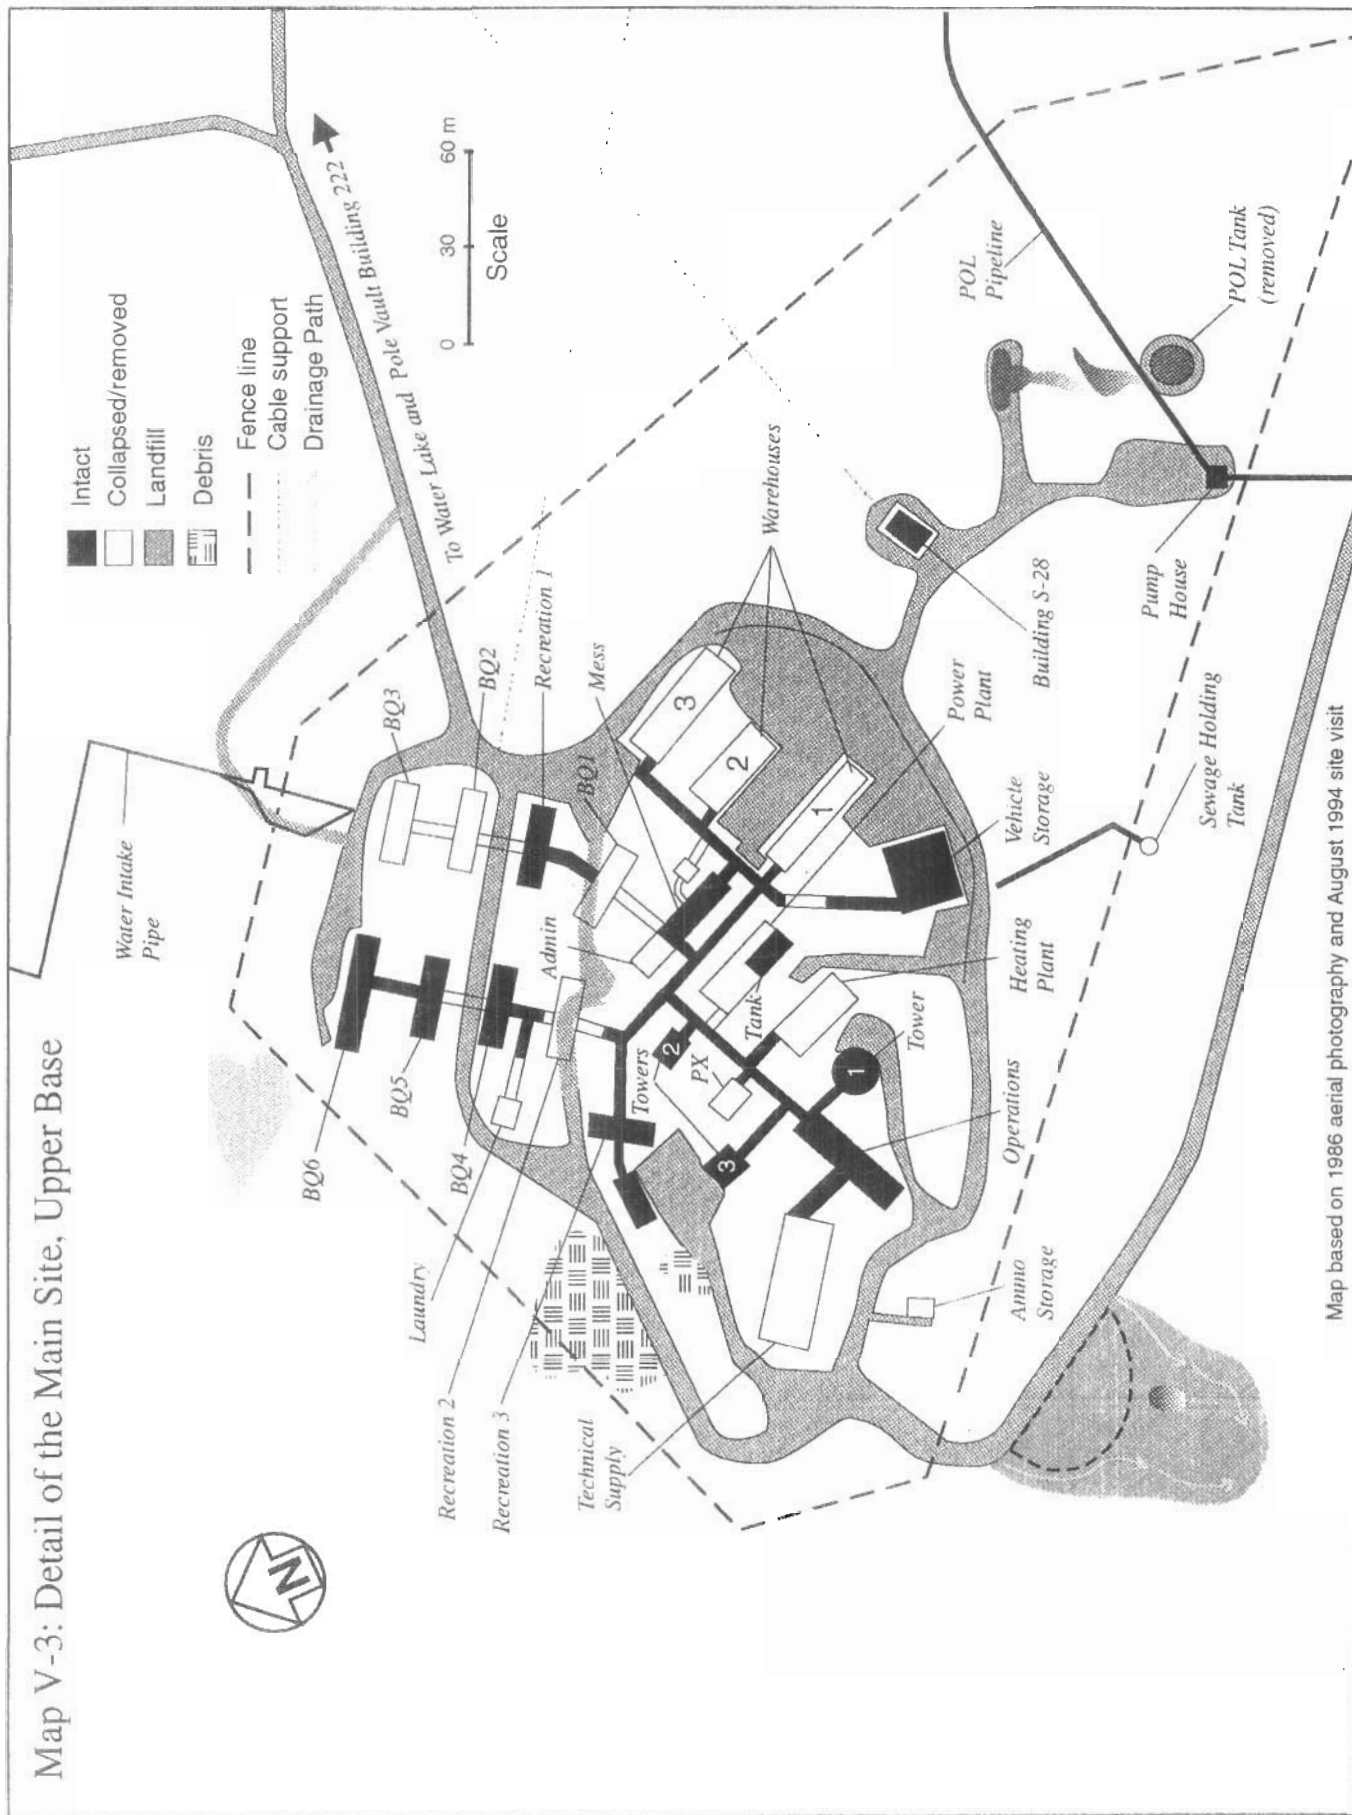 Map V-3: Detail of the Main Site, Upper Base
N
Intact
Collapsed/removed
Landfill
Debris
Fence line
Cable support
Drainage Path
0 30 60 m
Scale
To Water Lake and Pole Vault Building 222
Water Intake
Pipe
BQ6
BQ5
BQ4
BQ3
BQ2
Recreation 1
Mess
BQ1
Admin
Laundry
Recreation 2
Recreation 3
Technical
Supply
Towers
2
3
PX
Tank
1
Tower
3
2
1
Warehouses
Power
Plant
Heating
Plant
Vehicle
Storage
Operations
Ammo
Storage
Building S-28
POL
Pipeline
POL Tank
(removed)
Pump
House
Sewage Holding
Tank
Map based on 1986 aerial photography and August 1994 site visit